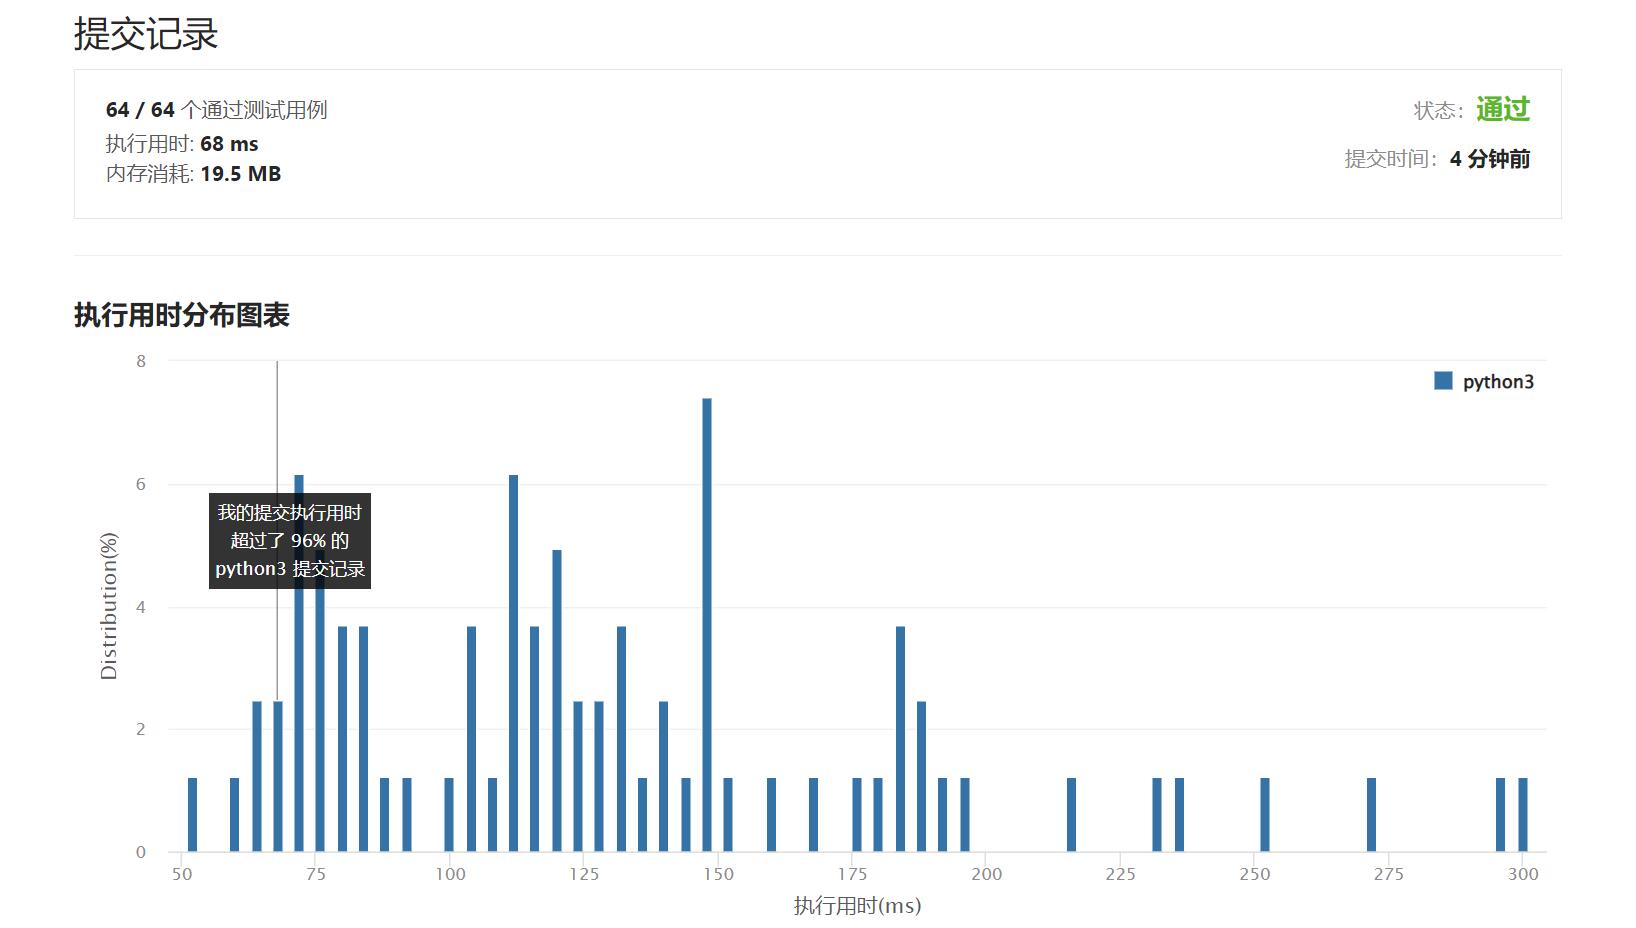 提交记录
64 / 64 个通过测试用例
状态：通过
执行用时: 68 ms
提交时间：4 分钟前
内存消耗: 19.5 MB
执行用时分布图表
8
python3
6
我的提交执行用时
超过了 96% 的
python3 提交记录
Distribution(%)
4
2
0
50 75 100 125 150 175 200 225 250 275 300
执行用时(ms)